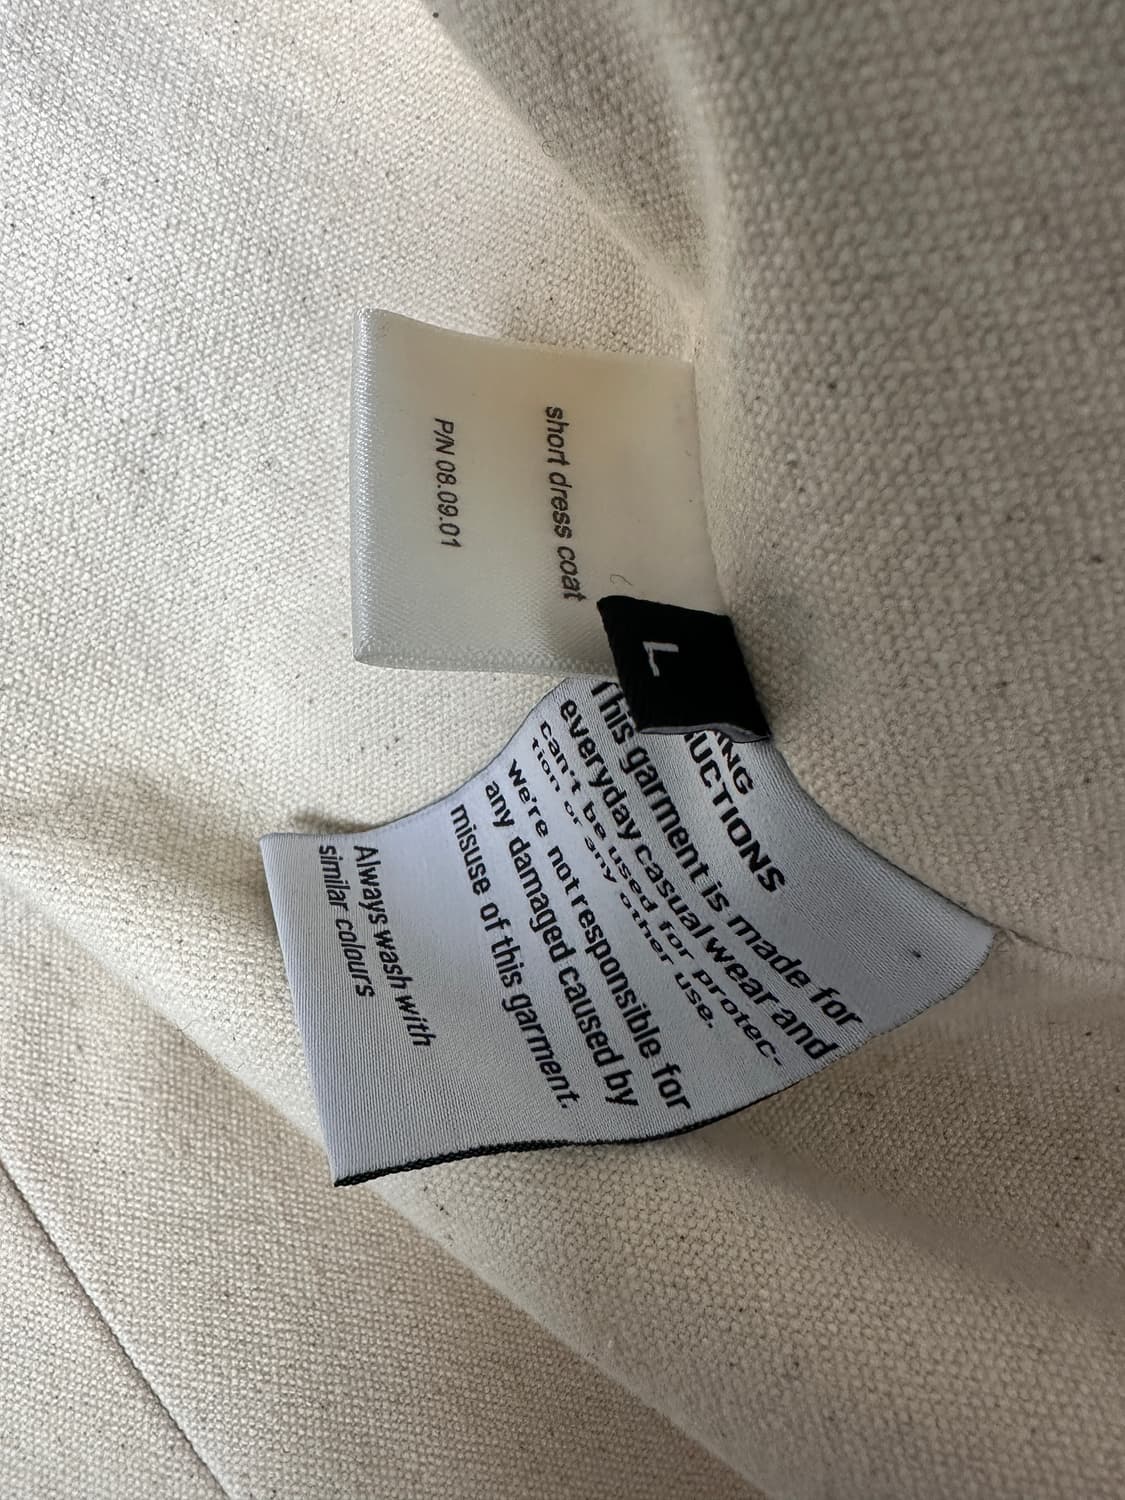 short dress coat
P/N 08.09.01
L
ING
UCTIONS
This garment is made for
everyday casual wear and
can't be used for protec-
tion or any other use.
We're not responsible for
any damaged caused by
misuse of this garment.
Always wash with
similar colours